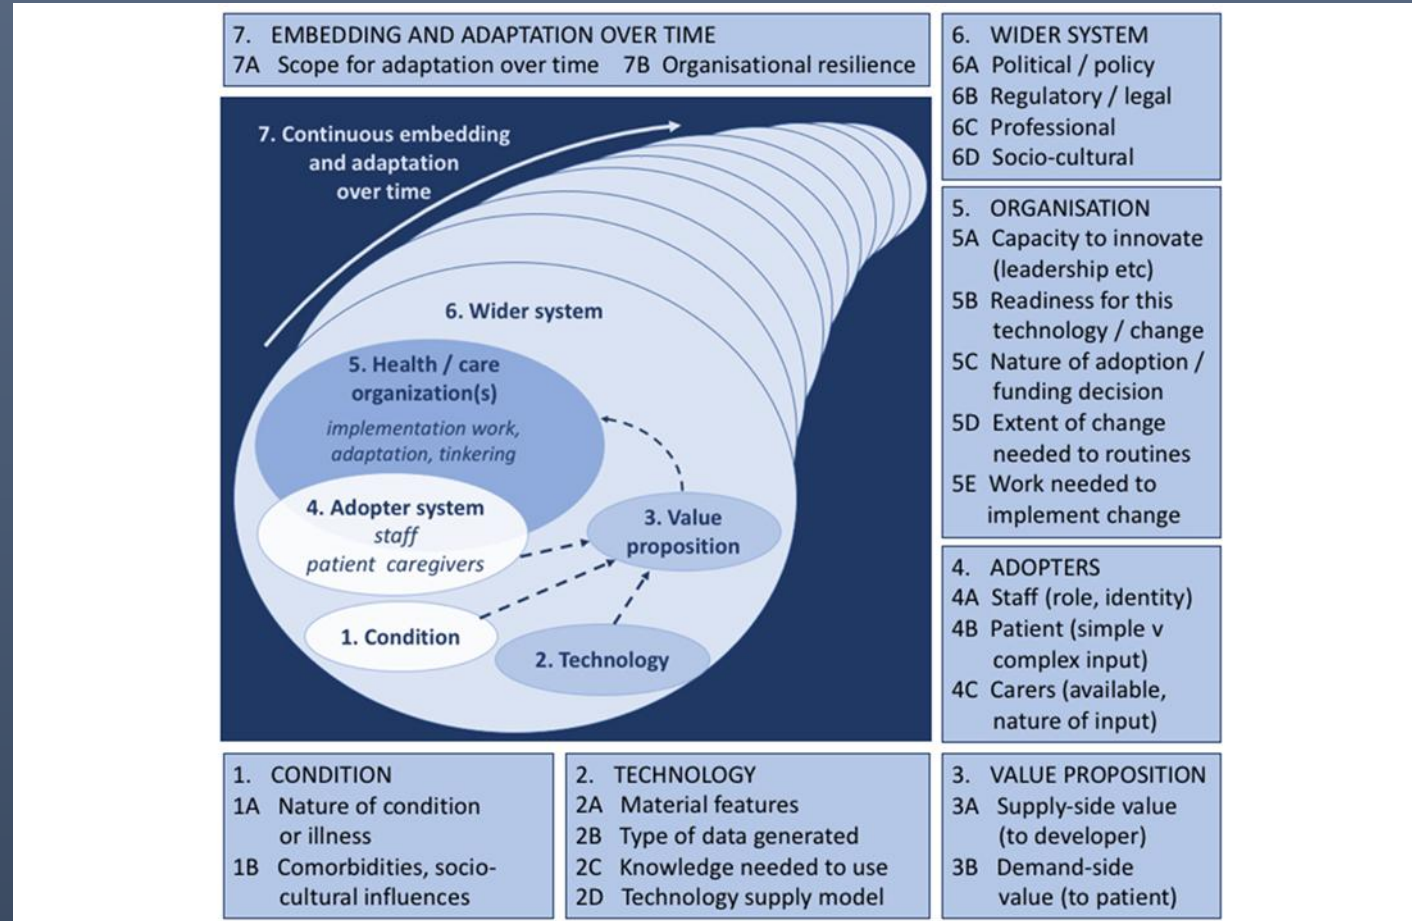 7. EMBEDDING AND ADAPTATION OVER TIME
7A Scope for adaptation over time 7B Organisational resilience
7. Continuous embedding
and adaptation
over time
6. Wider system
5. Health / care
organization(s)
implementation work,
adaptation, tinkering
4. Adopter system
staff
patient caregivers
3. Value
proposition
1. Condition
2. Technology
6. WIDER SYSTEM
6A Political / policy
6B Regulatory / legal
6C Professional
6D Socio-cultural
5. ORGANISATION
5A Capacity to innovate
(leadership etc)
5B Readiness for this
technology / change
5C Nature of adoption /
funding decision
5D Extent of change
needed to routines
5E Work needed to
implement change
4. ADOPTERS
4A Staff (role, identity)
4B Patient (simple v
complex input)
4C Carers (available,
nature of input)
1. CONDITION
1A Nature of condition
or illness
1B Comorbidities, socio-
cultural influences
2. TECHNOLOGY
2A Material features
2B Type of data generated
2C Knowledge needed to use
2D Technology supply model
3. VALUE PROPOSITION
3A Supply-side value
(to developer)
3B Demand-side
value (to patient)